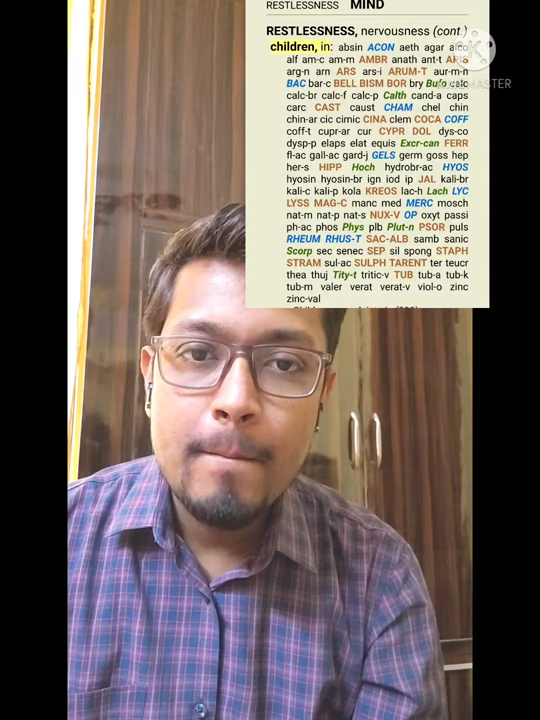 RESTLESSNESS MIND
RESTLESSNESS, nervousness (cont.)
children, in: absin ACON aeth agar alco
alf am-c am-m AMBR anath ant-t APIS
arg-n arn ARS ars-i ARUM-T aur-m-n
BAC bar-c BELL BISM BOR bry Bufo calc
calc-br calc-f calc-p Calth cand-a caps
carc CAST caust CHAM chel chin
chin-ar cic cimic CINA clem COCA COFF
coff-t cupr-ar cur CYPR DOL dys-co
dysp-p elaps elat equis Excr-can FERR
fl-ac gall-ac gard-j GELS germ goss hep
her-s HIPP Hoch hydrobr-ac HYOS
hyosin hyosin-br ign iod ip JAL kali-br
kali-c kali-p kola KREOS lac-h Lach LYC
LYSS MAG-C manc med MERC mosch
nat-m nat-p nat-s NUX-V OP oxyt passi
ph-ac phos Phys plb Plut-n PSOR puls
RHEUM RHUS-T SAC-ALB samb sanic
Scorp sec senec SEP sil spong STAPH
STRAM sul-ac SULPH TARENT ter teucr
thea thuj Tity-t tritic-v TUB tub-a tub-k
tub-m valer verat verat-v viol-o zinc
zinc-val